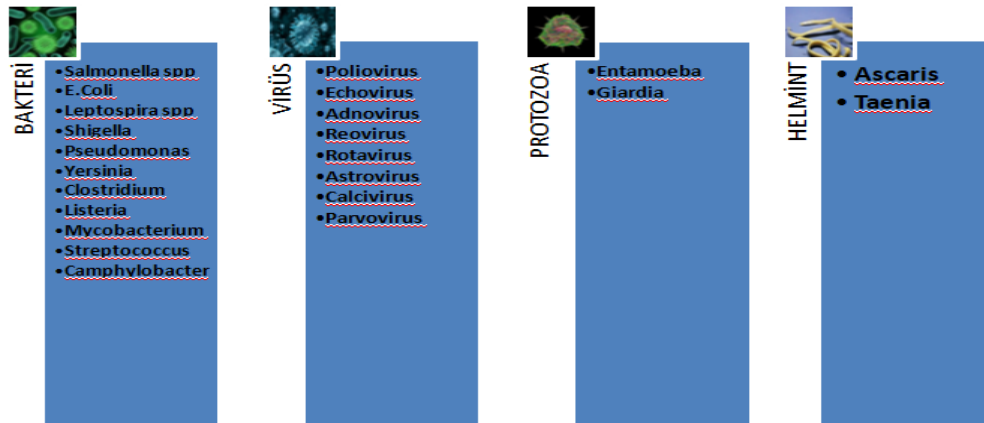 BAKTERİ
•Salmonella spp
•E.Coli
•Leptospira spp
•Shigella
•Pseudomonas
•Yersinia
•Clostridium
•Listeria
•Mycobacterium
•Streptococcus
•Camphylobacter
VİRÜS
•Poliovirus
•Echovirus
•Adnovirus
•Reovirus
•Rotavirus
•Astrovirus
•Calcivirus
•Parvovirus
PROTOZOA
•Entamoeba
•Giardia
HELMİNT
• Ascaris
• Taenia